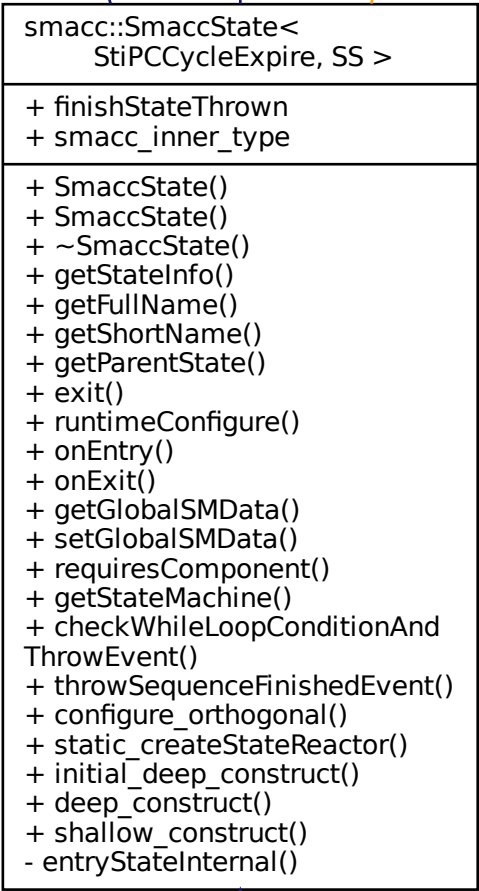 smacc::SmaccState<
StiPCCycleExpire, SS >
+ finishStateThrown
+ smacc_inner_type
+ SmaccState()
+ SmaccState()
+ ~SmaccState()
+ getStateInfo()
+ getFullName()
+ getShortName()
+ getParentState()
+ exit()
+ runtimeConfigure()
+ onEntry()
+ onExit()
+ getGlobalSMData()
+ setGlobalSMData()
+ requiresComponent()
+ getStateMachine()
+ checkWhileLoopConditionAnd
ThrowEvent()
+ throwSequenceFinishedEvent()
+ configure_orthogonal()
+ static_createStateReactor()
+ initial_deep_construct()
+ deep_construct()
+ shallow_construct()
- entryStateInternal()